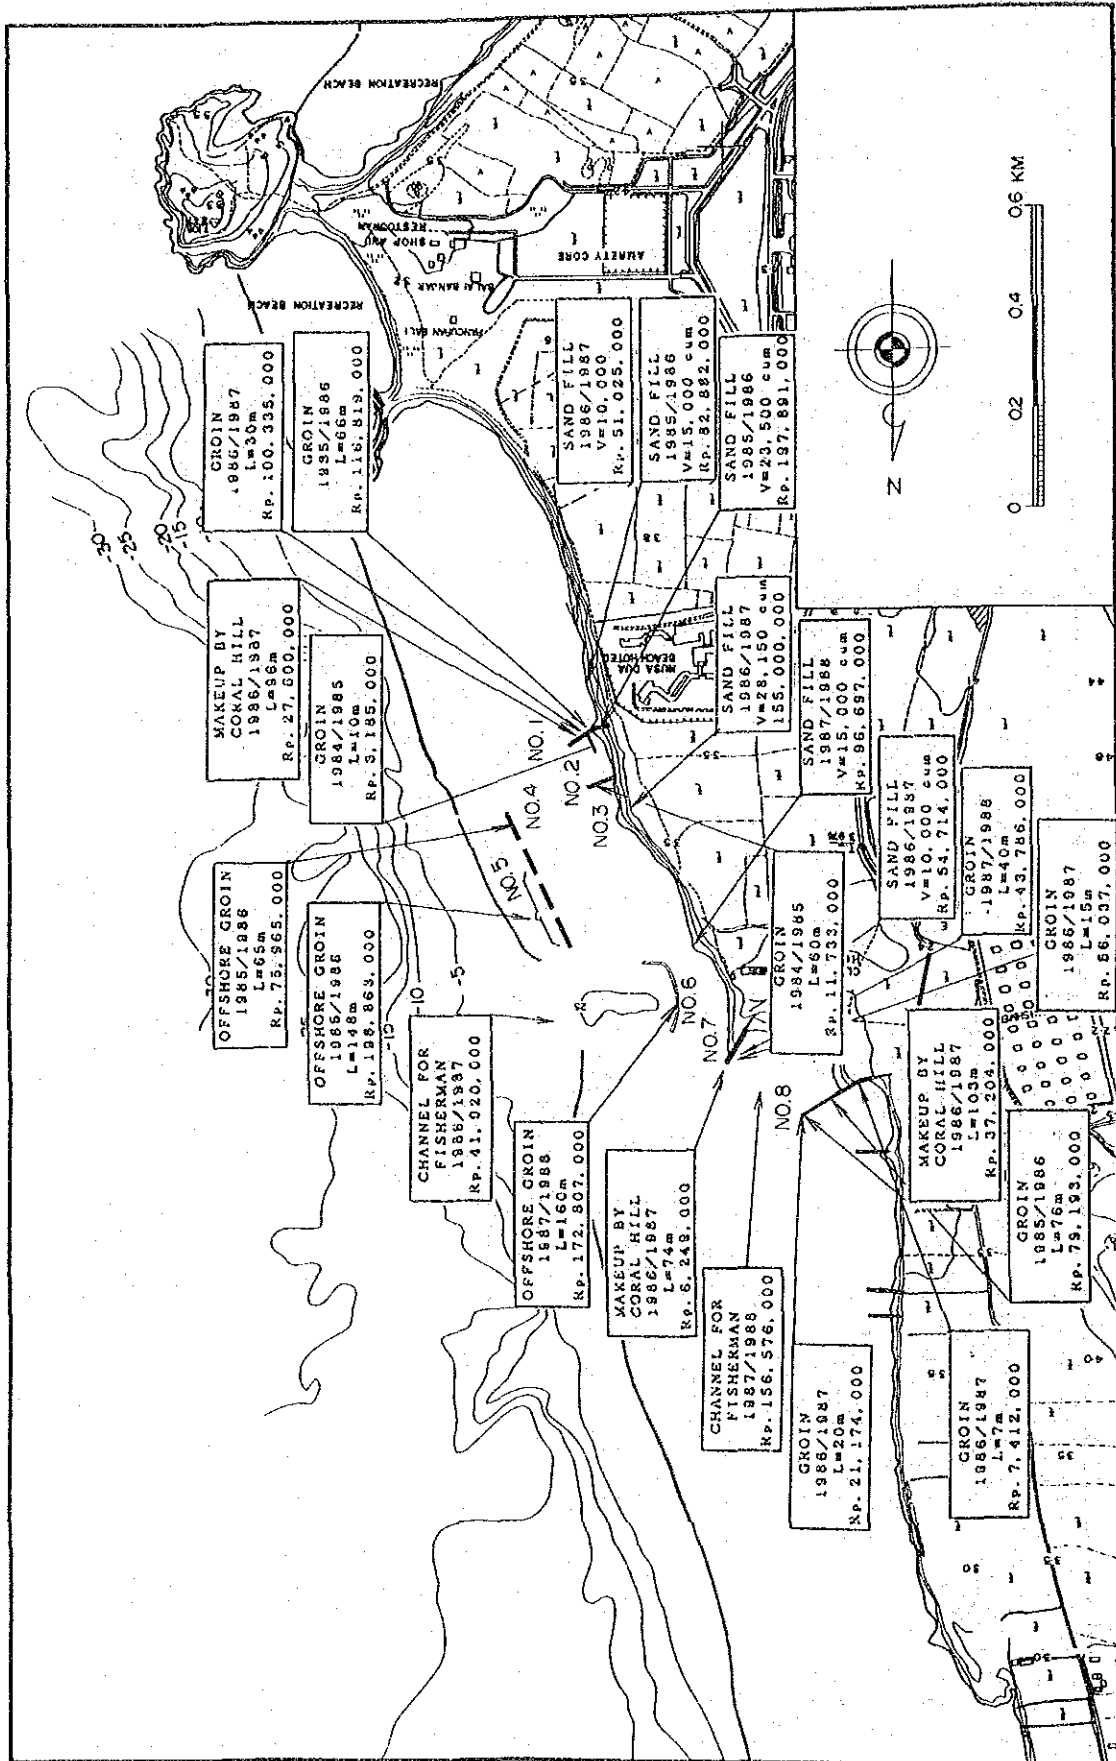 GROIN
1986/1987
L=30m
Rp. 100.335.000
GROIN
1985/1986
L=66m
Rp. 116.819.000
MAKEUP BY
CORAL HILL
1986/1987
L=96m
Rp. 27.600.000
GROIN
1984/1985
L=10m
Rp. 3.185.000
OFFSHORE GROIN
1985/1986
L=65m
Rp. 75.965.000
OFFSHORE GROIN
1985/1986
L=148m
Rp. 198.863.000
CHANNEL FOR
FISHERMAN
1986/1987
Rp. 41.020.000
OFFSHORE GROIN
1987/1988
L=160m
Rp. 172.807.000
MAKEUP BY
CORAL HILL
1986/1987
L=74m
Rp. 6.248.000
CHANNEL FOR
FISHERMAN
1987/1988
Rp. 156.576.000
GROIN
1986/1987
L=20m
Rp. 21.174.000
GROIN
1986/1987
L=7m
Rp. 7.412.000
GROIN
1985/1986
L=76m
Rp. 79.193.000
MAKEUP BY
CORAL HILL
1986/1987
L=103m
Rp. 37.204.000
GROIN
1986/1987
L=15m
Rp. 56.037.000
GROIN
1987/1988
L=40m
Rp. 43.786.000
SAND FILL
1986/1987
V=10.000 cum
Rp. 54.714.000
GROIN
1984/1985
L=60m
Rp. 11.733.000
SAND FILL
1987/1988
V=15.000 cum
Rp. 96.697.000
SAND FILL
1986/1987
V=28.150 cum
155.000.000
SAND FILL
1985/1986
V=23.500 cum
Rp. 197.891.000
SAND FILL
1985/1986
V=15.000 cum
Rp. 82.882.000
SAND FILL
1986/1987
V=10.000
Rp. 51.025.000
NO.1
NO.2
NO.3
NO.4
NO.5
NO.6
NO.7
NO.8
RECREATION BEACH
RECREATION BEACH
SHOP AND
RESTOURAN
BALAI BANJAR
AMNETY CORE
NUSA DUA
BEACH HOTEL
-30
-25
-20
-15
-10
-5
N
0
0.2
0.4
0.6 KM